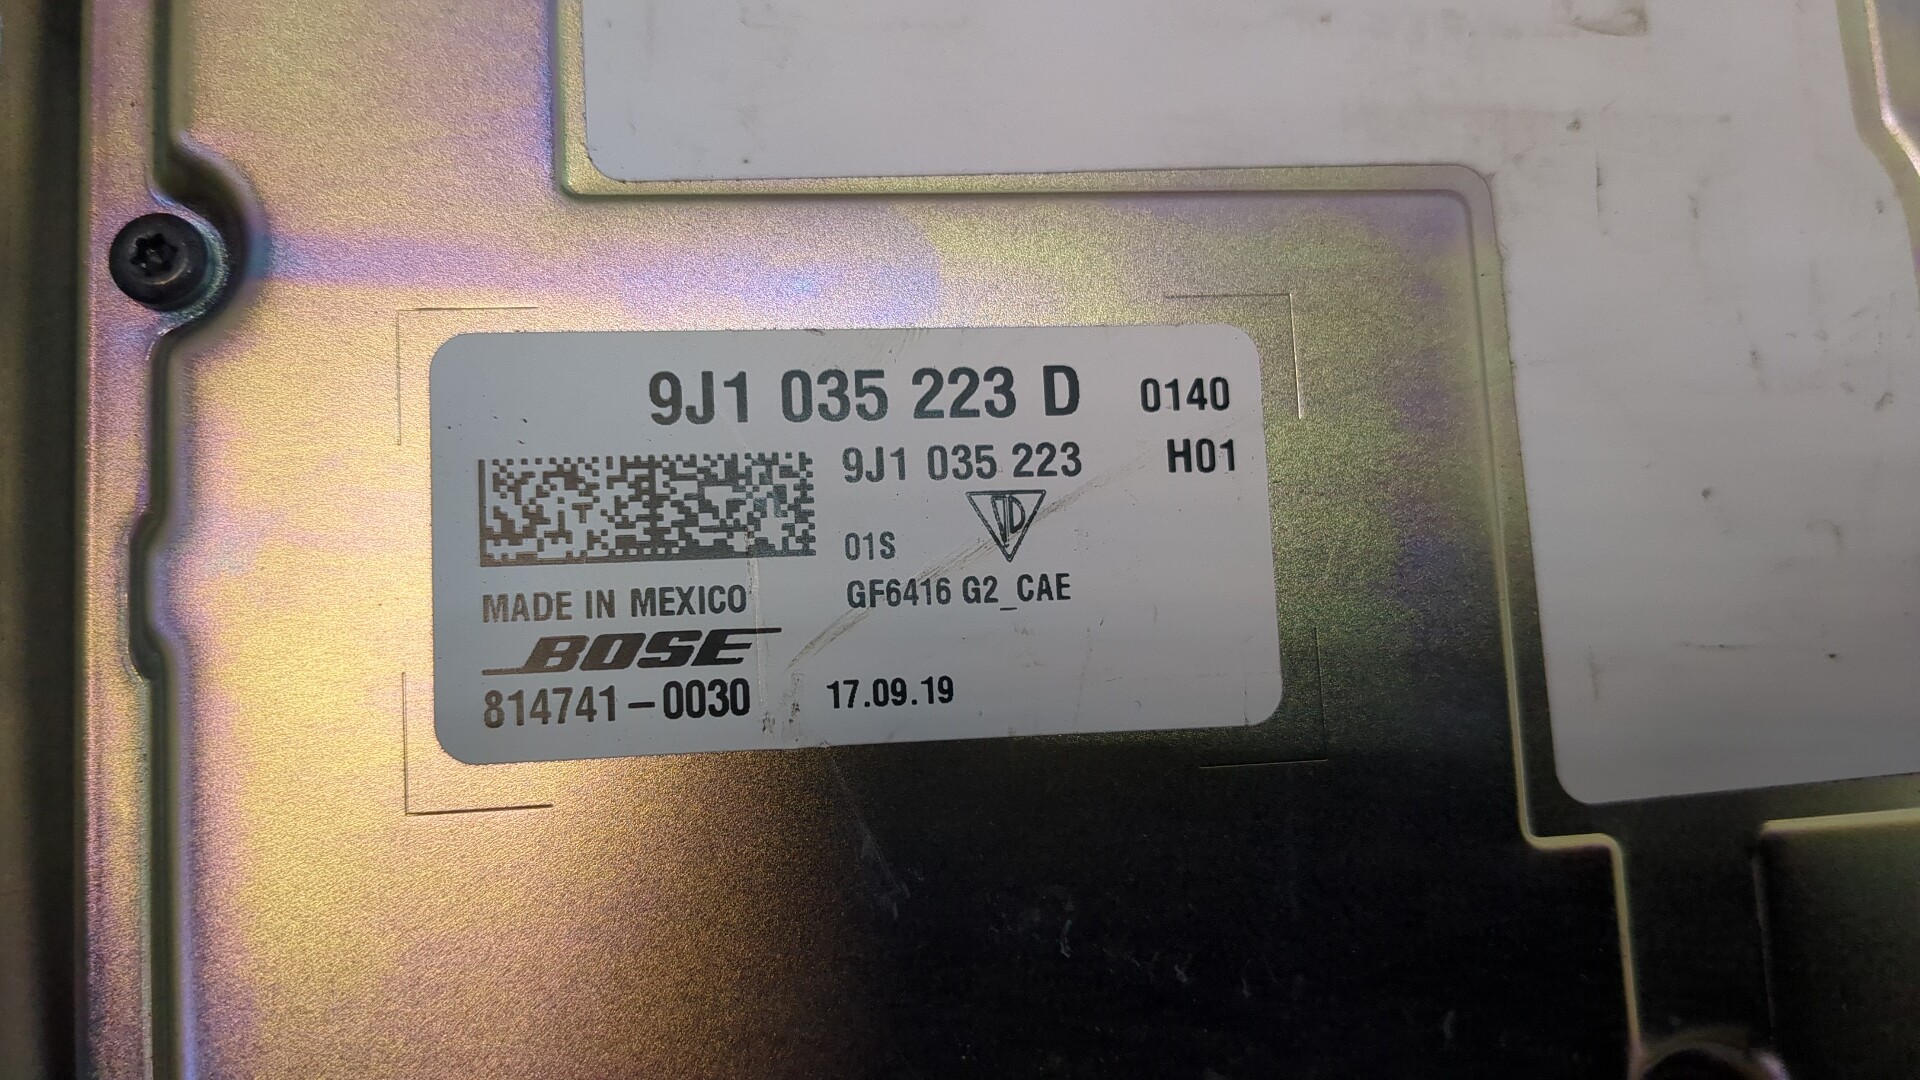 9J1 035 223 D 0140
9J1 035 223 H01
01S
MADE IN MEXICO GF6416 G2_CAE
BOSE
814741-0030 17.09.19